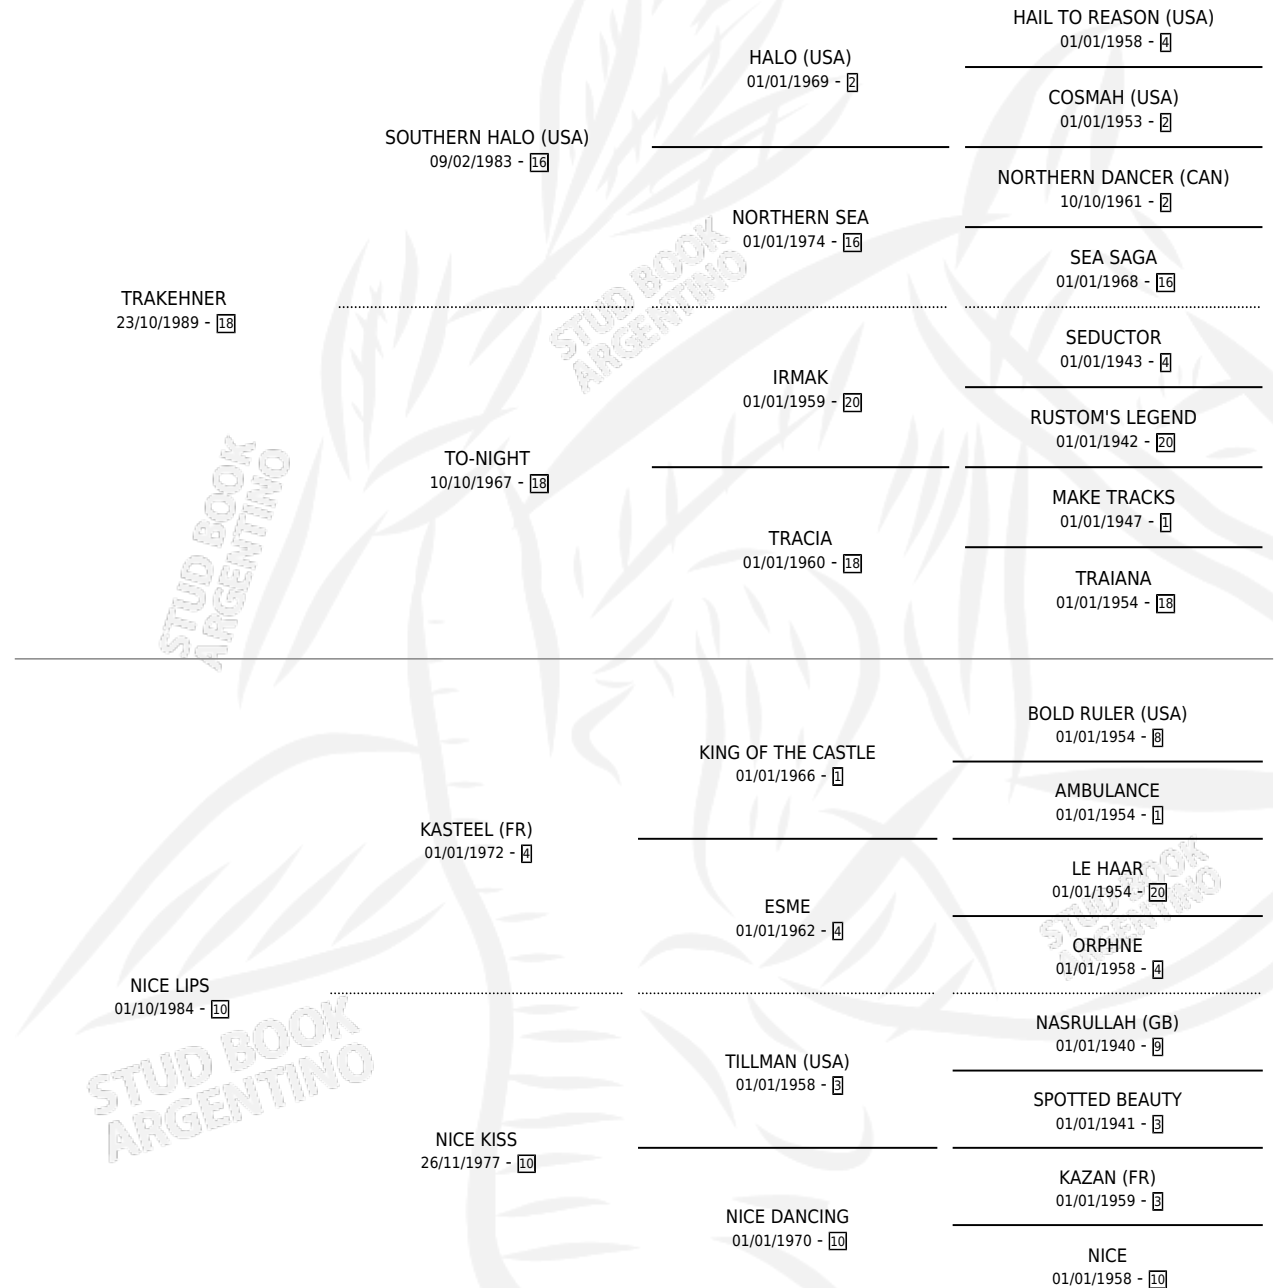 HAIL TO REASON (USA)
01/01/1958 - 4
HALO (USA)
01/01/1969 - 2
COSMAH (USA)
01/01/1953 - 2
SOUTHERN HALO (USA)
09/02/1983 - 16
NORTHERN DANCER (CAN)
10/10/1961 - 2
NORTHERN SEA
01/01/1974 - 16
SEA SAGA
01/01/1968 - 16
TRAKEHNER
23/10/1989 - 18
SEDUCTOR
01/01/1943 - 4
IRMAK
01/01/1959 - 20
RUSTOM'S LEGEND
01/01/1942 - 20
TO-NIGHT
10/10/1967 - 18
MAKE TRACKS
01/01/1947 - 1
TRACIA
01/01/1960 - 18
TRAIANA
01/01/1954 - 18
BOLD RULER (USA)
01/01/1954 - 8
KING OF THE CASTLE
01/01/1966 - 1
AMBULANCE
01/01/1954 - 1
KASTEEL (FR)
01/01/1972 - 4
LE HAAR
01/01/1954 - 20
ESME
01/01/1962 - 4
ORPHNE
01/01/1958 - 4
NICE LIPS
01/10/1984 - 10
NASRULLAH (GB)
01/01/1940 - 9
TILLMAN (USA)
01/01/1958 - 3
SPOTTED BEAUTY
01/01/1941 - 3
NICE KISS
26/11/1977 - 10
KAZAN (FR)
01/01/1959 - 3
NICE DANCING
01/01/1970 - 10
NICE
01/01/1958 - 10
STUD BOOK
ARGENTINO
STUD BOOK
ARGENTINO
STUD BOOK
ARGENTINO
STUD BOOK
ARGENTINO